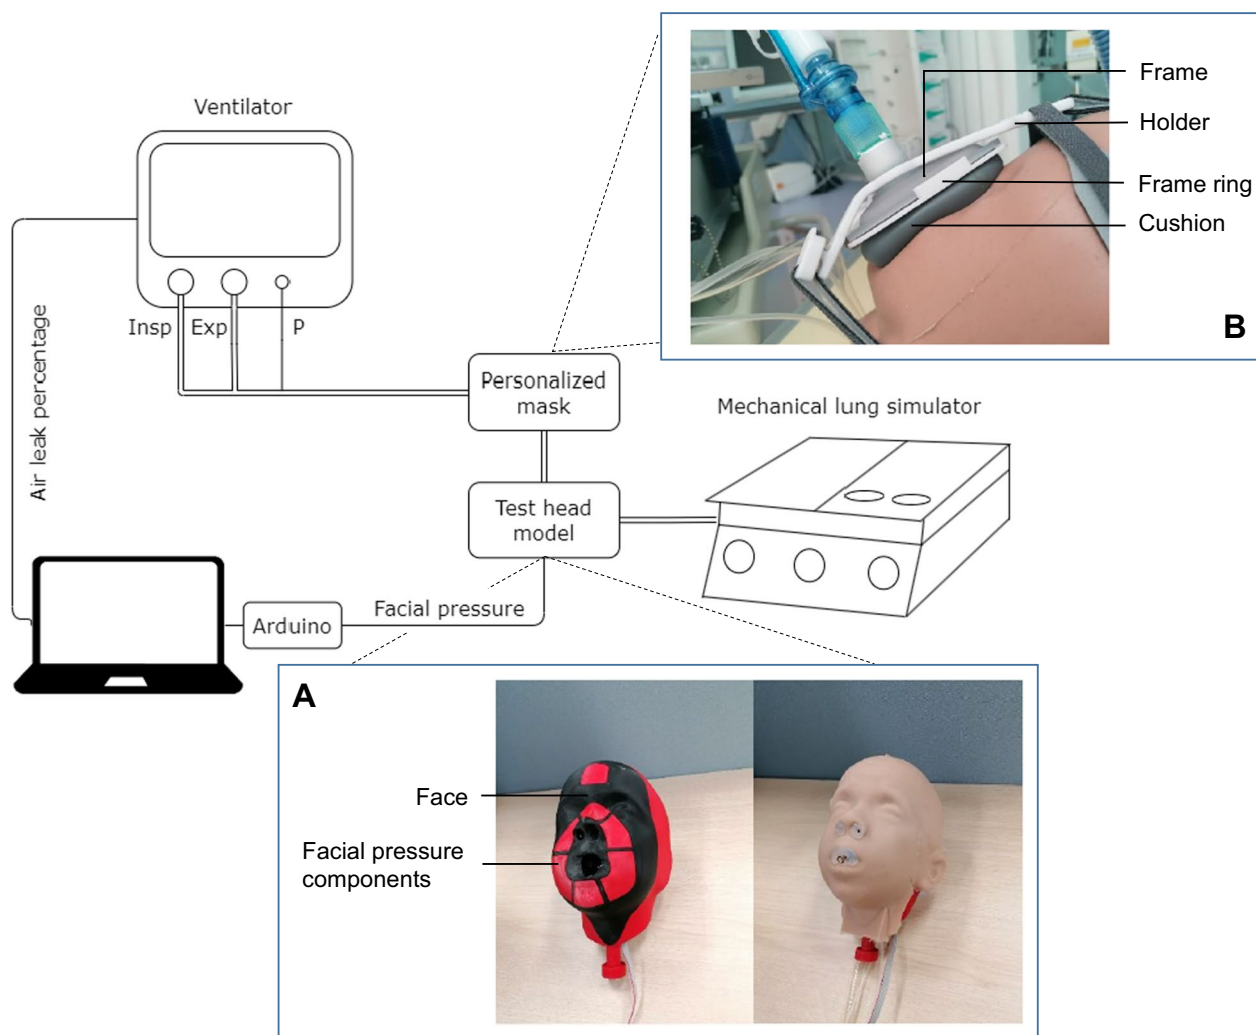 Ventilator
Insp
Exp
P
Air leak percentage
Personalized
mask
Mechanical lung simulator
Test head
model
Facial pressure
Arduino
Frame
Holder
Frame ring
Cushion
B
A
Face
Facial pressure
components